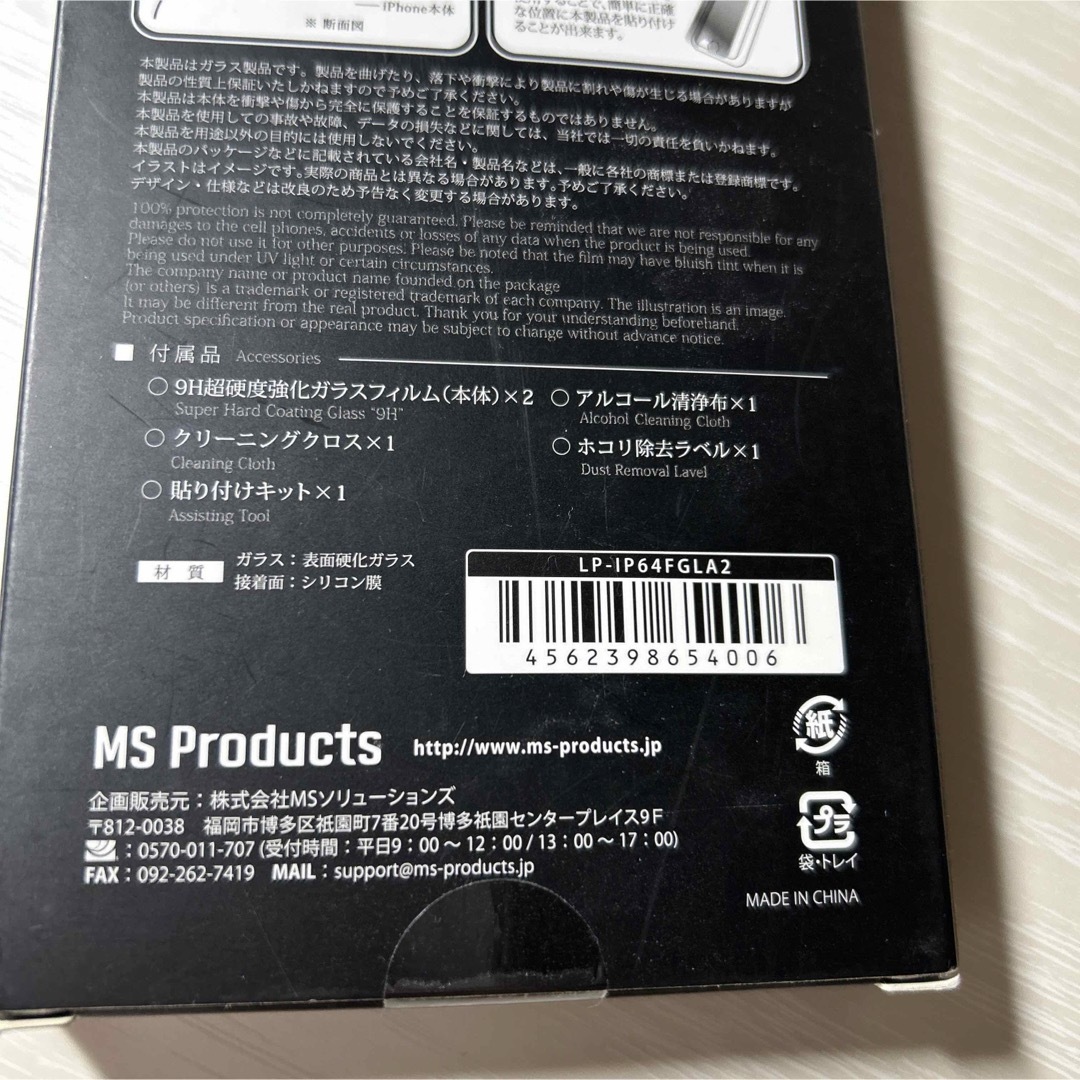 iPhone本体
※ 断面図
簡単に正確
な位置に本製品を貼り付け
ることが出来ます。
本製品はガラス製品です。製品を曲げたり、落下や衝撃により製品に割れや傷が生じる場合がありますが
製品の性質上保証いたしかねますので予めご了承ください。
本製品は本体を衝撃や傷から完全に保護することを保証するものではありません。
本製品を使用しての事故や故障、データの損失などに関しては、当社では一切の責任を負いかねます。
本製品を用途以外の目的には使用しないでください。
本製品のパッケージなどに記載されている会社名・製品名などは、一般に各社の商標または登録商標です。
イラストはイメージです。実際の商品とは異なる場合があります。予めご了承ください。
デザイン・仕様などは改良のため予告なく変更する場合があります。
100% protection is not completely guaranteed. Please be reminded that we are not responsible for any
damages to the cell phones, accidents or losses of any data when the product is being used.
Please do not use it for other purposes. Please be noted that the film may have bluish tint when it is
being used under UV light or certain circumstances.
The company name or product name founded on the package
(or others) is a trademark or registered trademark of each company. The illustration is an image.
It may be different from the real product. Thank you for your understanding beforehand.
Product specification or appearance may be subject to change without advance notice.
■ 付属品 Accessories
○ 9H超硬度強化ガラスフィルム(本体)×2 ○ アルコール清浄布×1
Super Hard Coating Glass "9H" Alcohol Cleaning Cloth
○ クリーニングクロス×1 ○ ホコリ除去ラベル×1
Cleaning Cloth Dust Removal Lavel
○ 貼り付けキット×1
Assisting Tool
材質 ガラス：表面硬化ガラス
接着面：シリコン膜
LP-IP64FGLA2
4562398654006
MS Products http://www.ms-products.jp
紙
箱
企画販売元：株式会社MSソリューションズ
〒812-0038 福岡市博多区祇園町7番20号博多祇園センタープレイス9F
：0570-011-707 (受付時間：平日9：00 〜 12：00 / 13：00 〜 17：00)
FAX：092-262-7419 MAIL：support@ms-products.jp
プラ
袋・トレイ
MADE IN CHINA